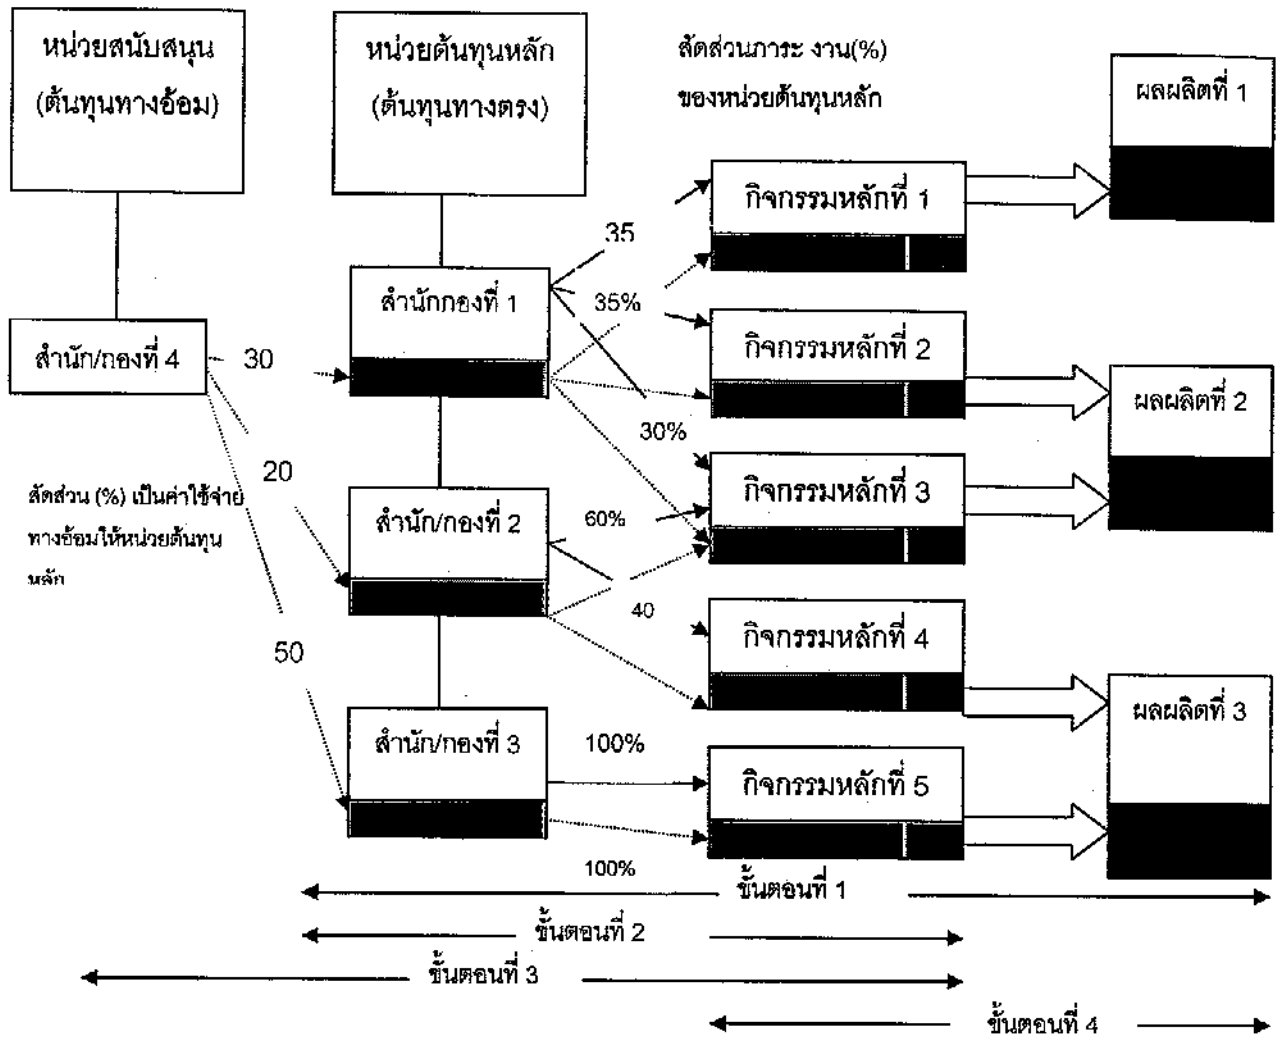 หน่วยสนับสนุน
(ต้นทุนทางอ้อม)
หน่วยต้นทุนหลัก
(ต้นทุนทางตรง)
สัดส่วนภาระ งาน(%)
ของหน่วยต้นทุนหลัก
ผลผลิตที่ 1
กิจกรรมหลักที่ 1
35
สำนักกองที่ 1
35%
สำนัก/กองที่ 4
30
กิจกรรมหลักที่ 2
ผลผลิตที่ 2
30%
20
สัดส่วน (%) เป็นค่าใช้จ่าย
ทางอ้อมให้หน่วยต้นทุน
หลัก
กิจกรรมหลักที่ 3
สำนัก/กองที่ 2
60%
40
กิจกรรมหลักที่ 4
50
ผลผลิตที่ 3
สำนัก/กองที่ 3
100%
กิจกรรมหลักที่ 5
100%
ขั้นตอนที่ 1
ขั้นตอนที่ 2
ขั้นตอนที่ 3
ขั้นตอนที่ 4